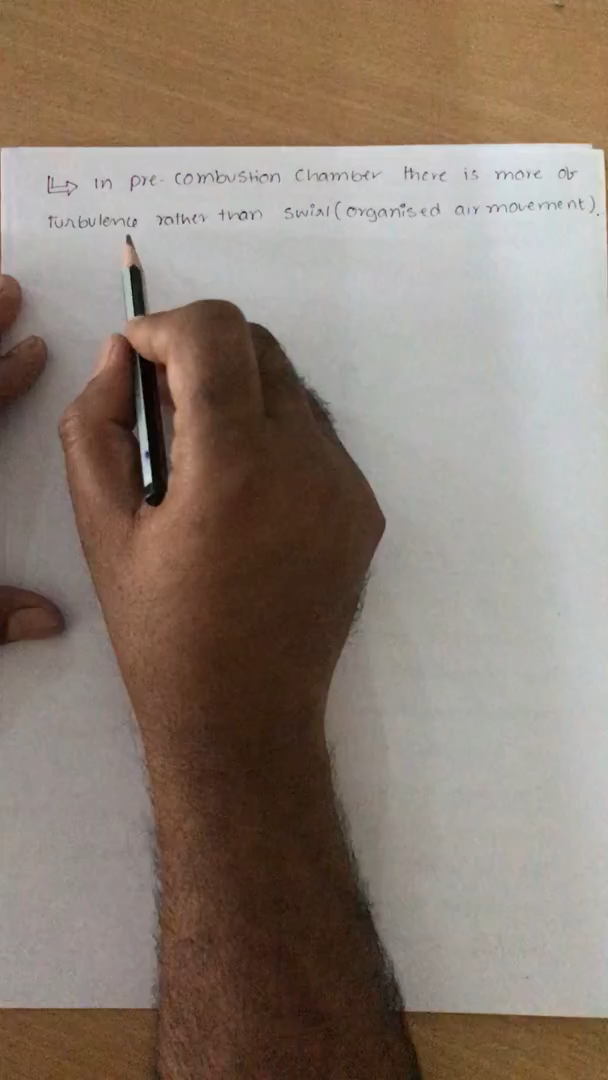 In pre-combustion chamber there is more of
turbulence rather than swirl (organised air movement).